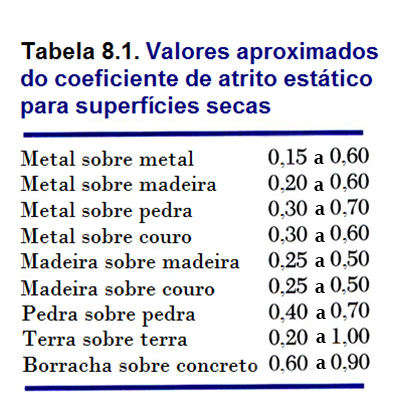 Tabela 8.1. Valores aproximados
do coeficiente de atrito estático
para superfícies secas
Metal sobre metal 0,15 a 0,60
Metal sobre madeira 0,20 a 0,60
Metal sobre pedra 0,30 a 0,70
Metal sobre couro 0,30 a 0,60
Madeira sobre madeira 0,25 a 0,50
Madeira sobre couro 0,25 a 0,50
Pedra sobre pedra 0,40 a 0,70
Terra sobre terra 0,20 a 1,00
Borracha sobre concreto 0,60 a 0,90